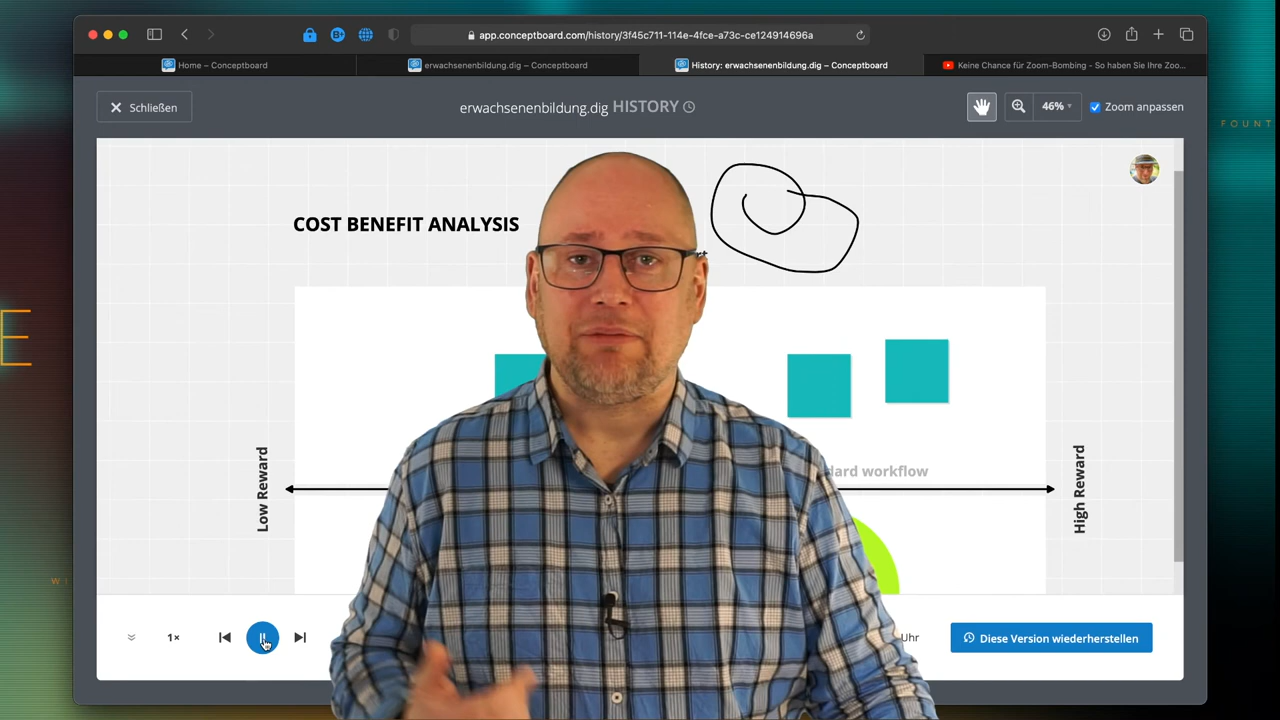 app.conceptboard.com/history/3f45c711-114e-4fce-a73c-ce124914696a
Home – Conceptboard
erwachsenenbildung.dig – Conceptboard
History: erwachsenenbildung.dig – Conceptboard
Keine Chance für Zoom-Bombing - So haben Sie Ihre Zoo...
Schließen
erwachsenenbildung.dig HISTORY
46%
Zoom anpassen
FOUNT
COST BENEFIT ANALYSIS
E
dard workflow
Low Reward
High Reward
W
1×
Uhr
Diese Version wiederherstellen